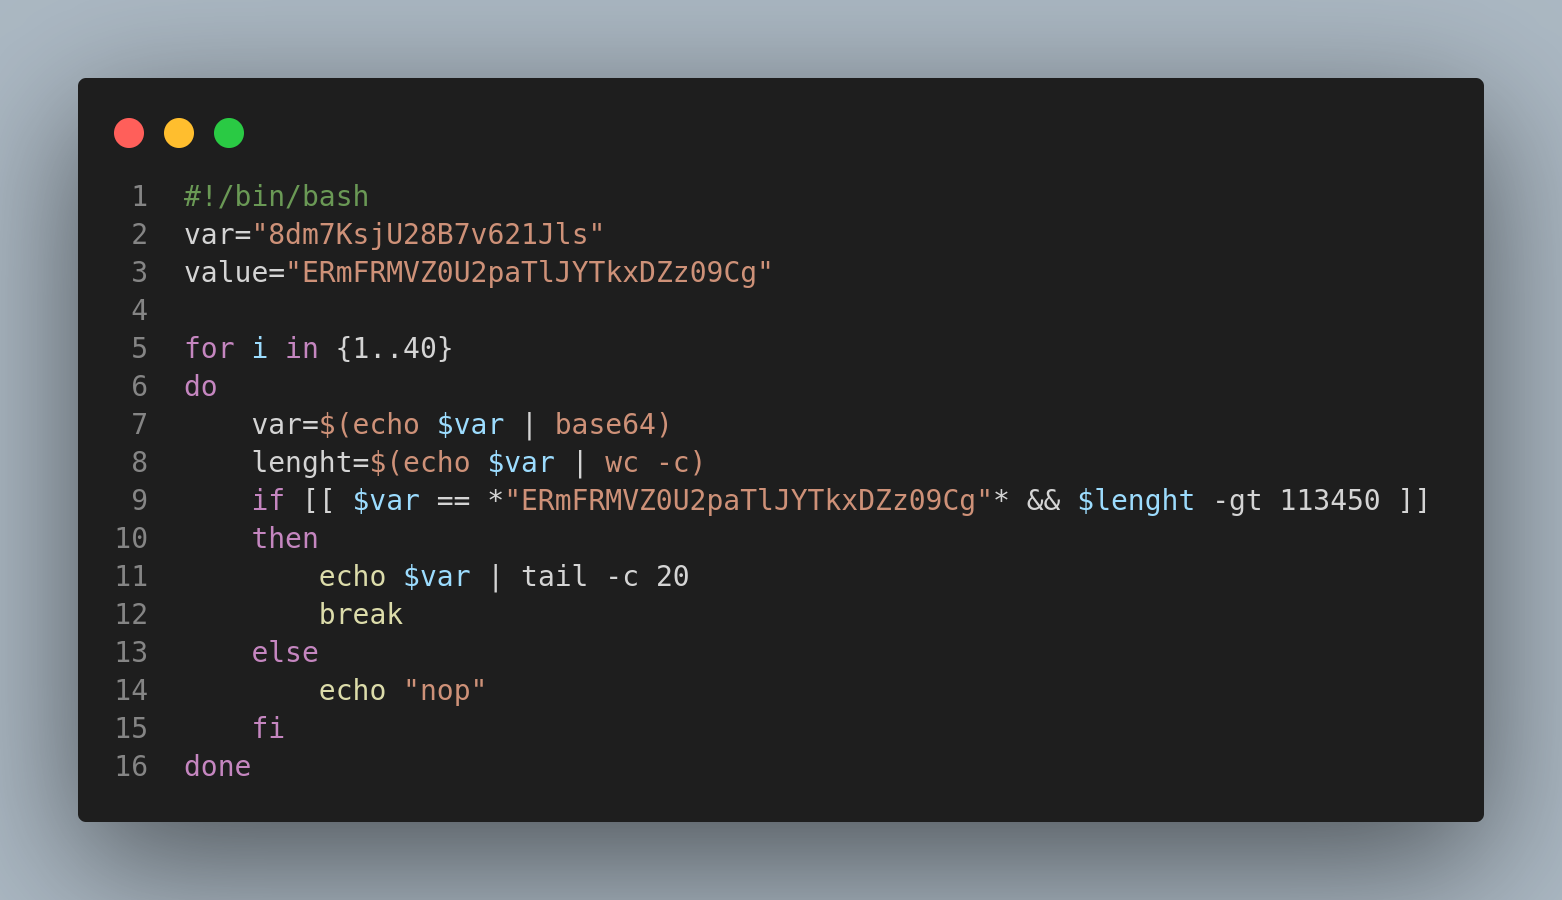 1 #!/bin/bash
2 var="8dm7KsjU28B7v621Jls"
3 value="ERmFRMVZ0U2paTlJYTkxDZz09Cg"
4
5 for i in {1..40}
6 do
7     var=$(echo $var | base64)
8     lenght=$(echo $var | wc -c)
9     if [[ $var == *"ERmFRMVZ0U2paTlJYTkxDZz09Cg"* && $lenght -gt 113450 ]]
10     then
11         echo $var | tail -c 20
12         break
13     else
14         echo "nop"
15     fi
16 done